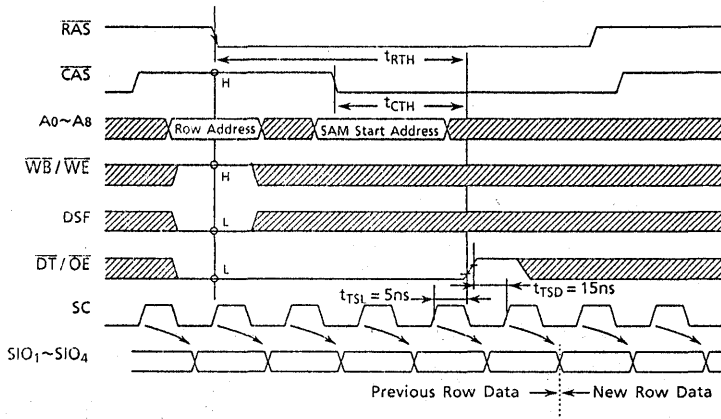 RAS
tRTH
CAS
H
tCTH
A0~A8
Row Address
SAM Start Address
WB / WE
H
DSF
L
DT / OE
L
tTSL = 5ns
tTSD = 15ns
SC
SIO1~SIO4
Previous Row Data
New Row Data